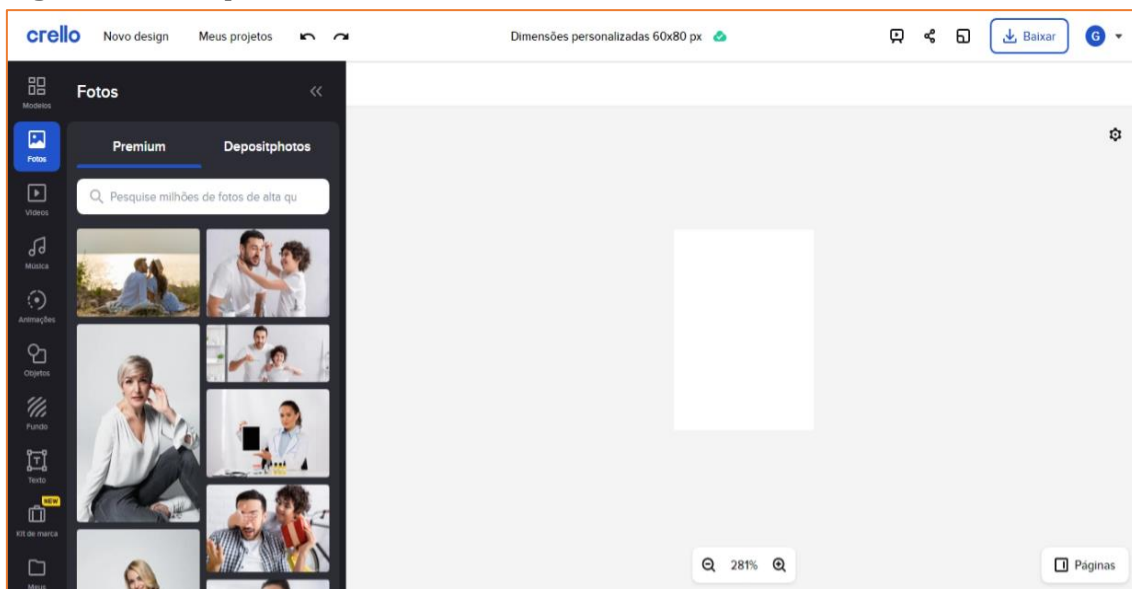 crello Novo design Meus projetos Dimensões personalizadas 60x80 px Baixar G
Modelos
Fotos
Fotos
Premium Depositphotos
Pesquise milhões de fotos de alta qu
Vídeos
Música
Animações
Objetos
Fundo
Texto
NEW
Kit de marca
Meus
281%
Páginas